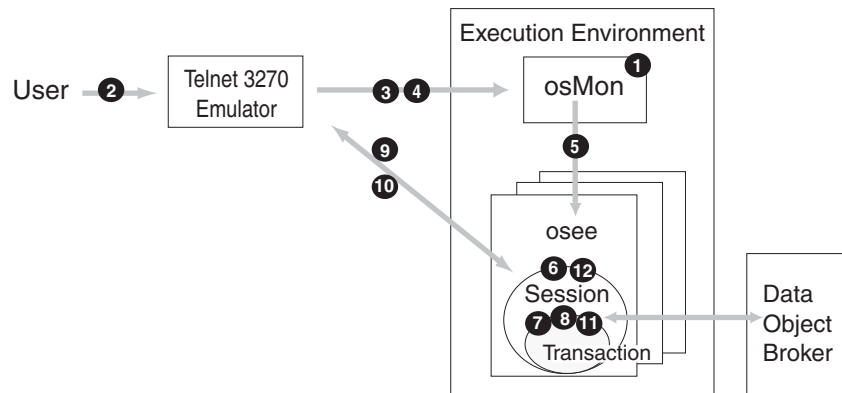 Execution Environment
1
osMon
User
2
Telnet 3270
Emulator
3 4
5
9
10
osee
6 12
Session
7 8 11
Transaction
Data
Object
Broker